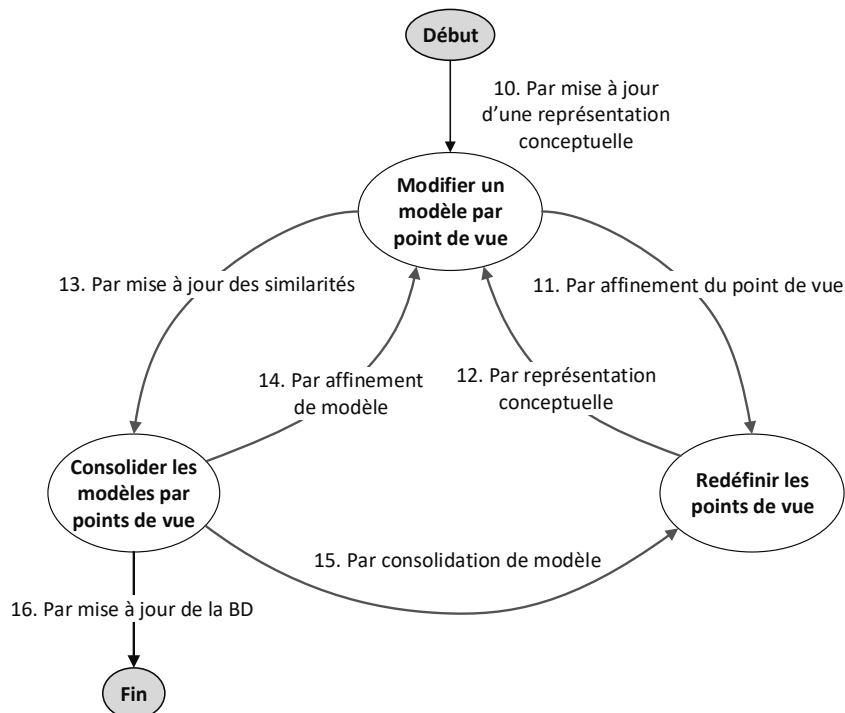 Début
10. Par mise à jour
d’une représentation
conceptuelle
Modifier un
modèle par
point de vue
13. Par mise à jour des similarités
11. Par affinement du point de vue
14. Par affinement
de modèle
12. Par représentation
conceptuelle
Consolider les
modèles par
points de vue
Redéfinir les
points de vue
15. Par consolidation de modèle
16. Par mise à jour de la BD
Fin